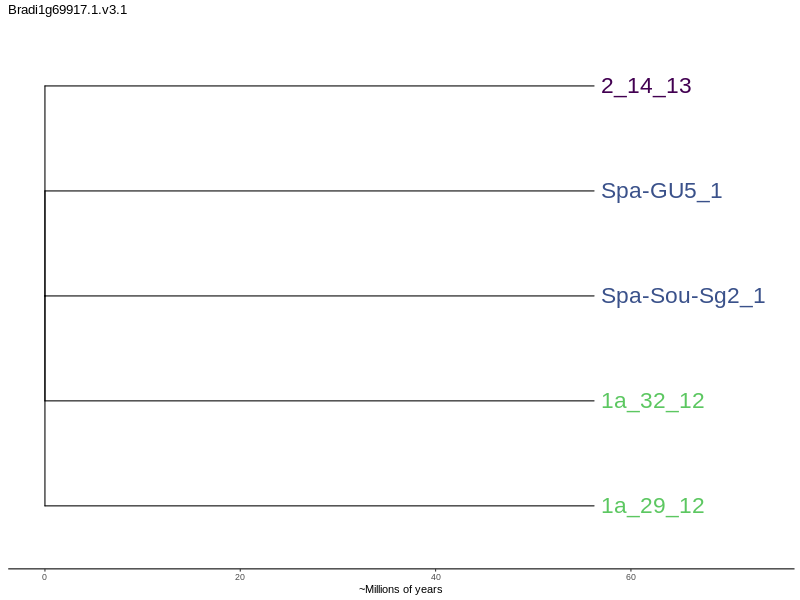 Bradi1g69917.1.v3.1
2_14_13
Spa-GU5_1
Spa-Sou-Sg2_1
1a_32_12
1a_29_12
0 20 40 60
~Millions of years